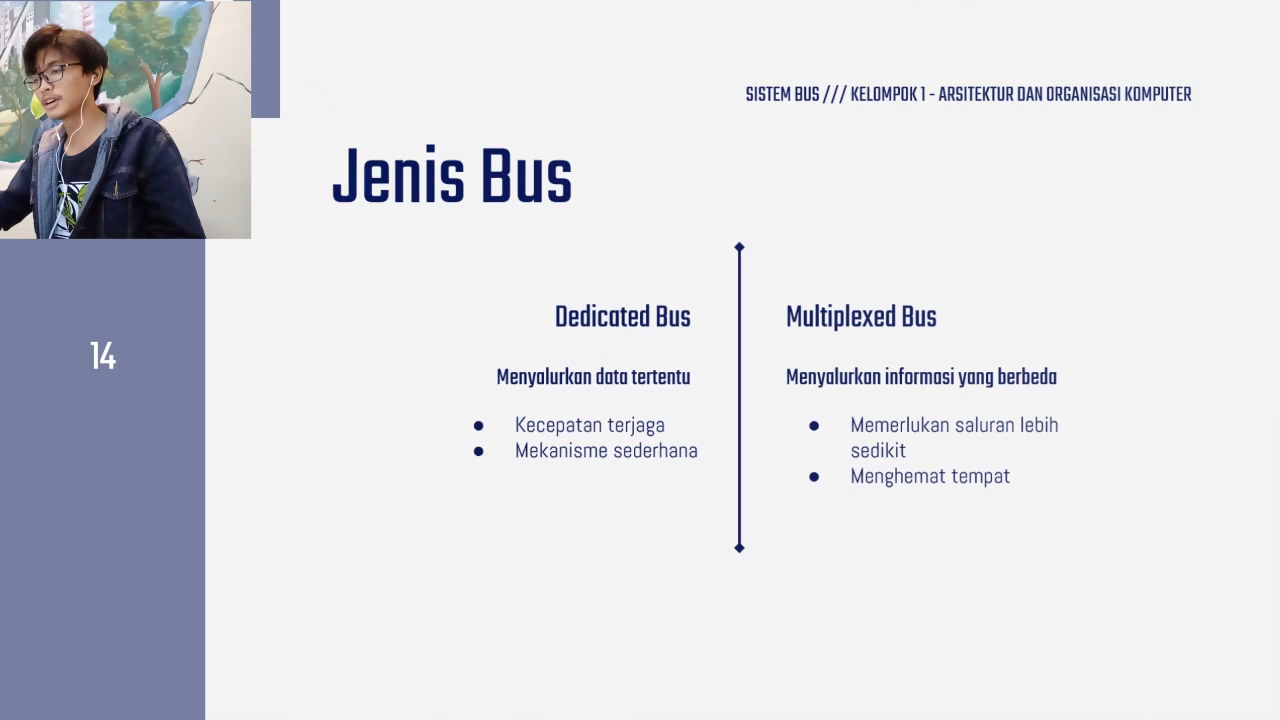 SISTEM BUS /// KELOMPOK 1 - ARSITEKTUR DAN ORGANISASI KOMPUTER
Jenis Bus
14
Dedicated Bus
Menyalurkan data tertentu
● Kecepatan terjaga
● Mekanisme sederhana
Multiplexed Bus
Menyalurkan informasi yang berbeda
● Memerlukan saluran lebih
sedikit
● Menghemat tempat